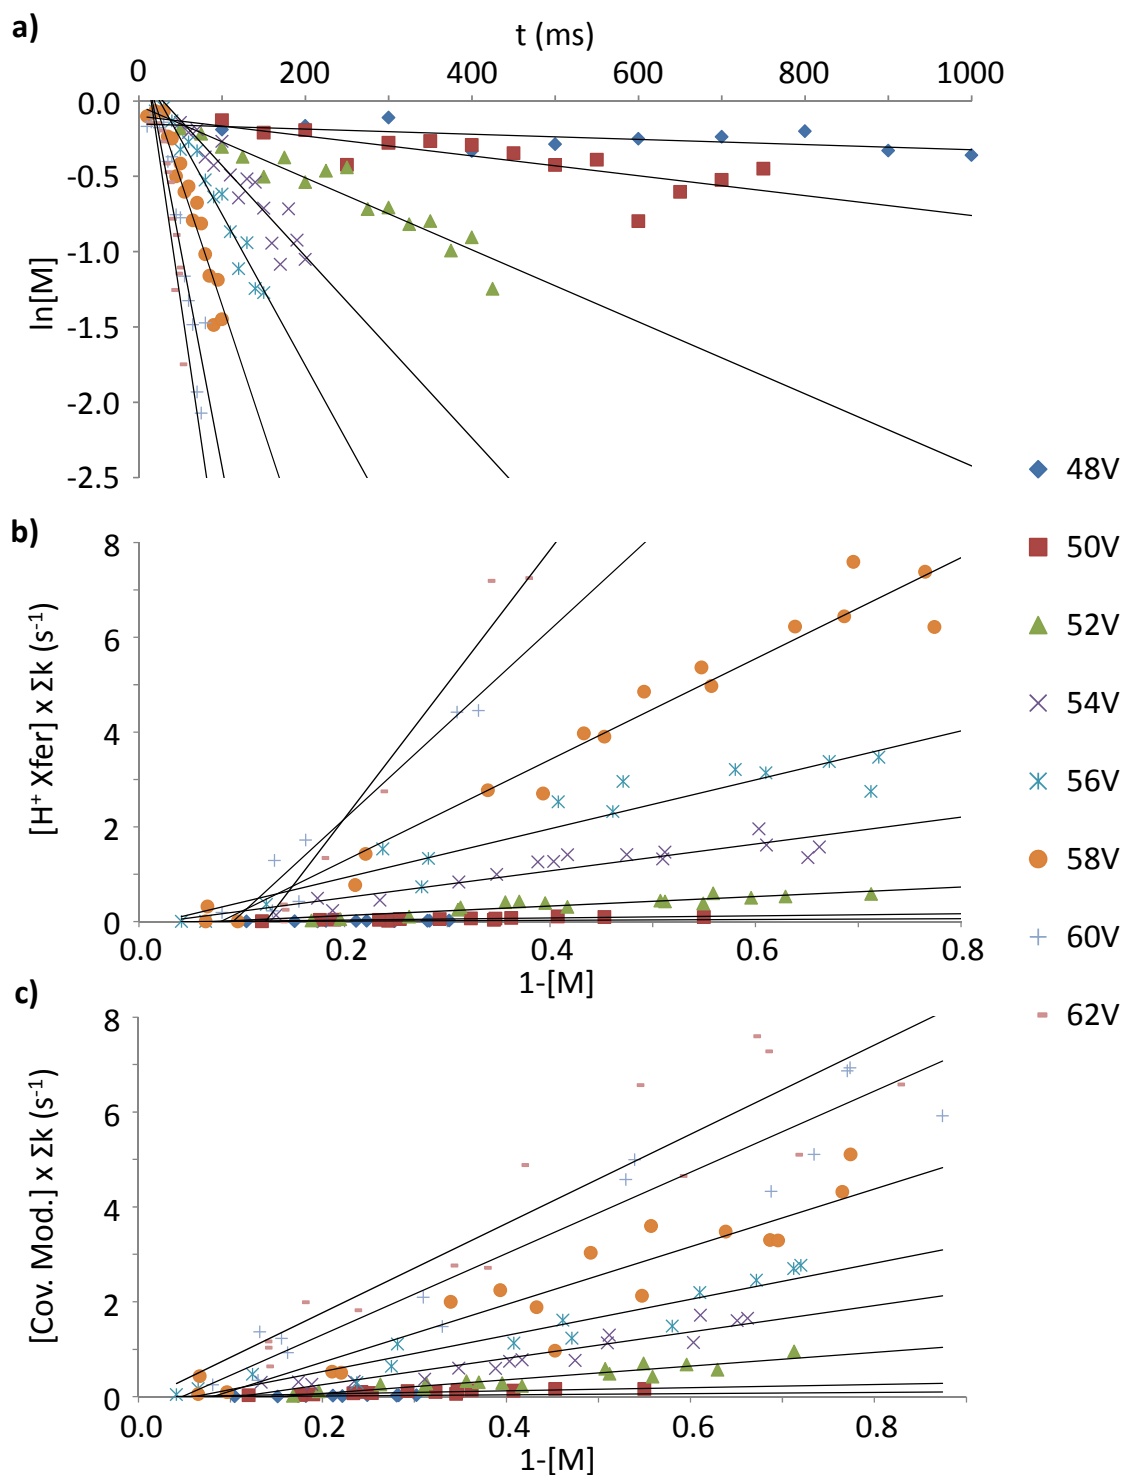 a)
t (ms)
0 200 400 600 800 1000
0.0
-0.5
-1.0
-1.5
-2.0
-2.5
ln[M]
48V
50V
52V
54V
56V
58V
60V
62V
b)
8
6
4
2
0
[H⁺ Xfer] x Σk (s⁻¹)
0.2 0.4 0.6 0.8
1-[M]
c)
8
6
4
2
0
[Cov. Mod.] x Σk (s⁻¹)
0.0 0.2 0.4 0.6 0.8
1-[M]